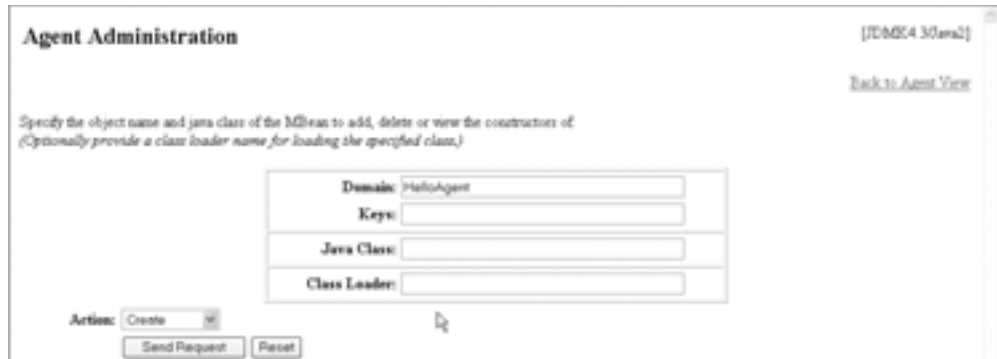 Agent Administration
[JDMK4.3/Java2]
Back to Agent View
Specify the object name and java class of the MBean to add, delete or view the constructors of:
(Optionally provide a class loader name for loading the specified class.)
Domain: HelloAgent
Keys:
Java Class:
Class Loader:
Action: Create
Send Request Reset